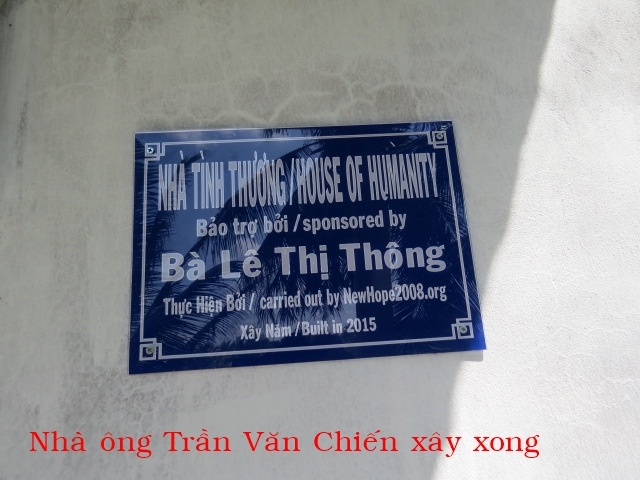 NHÀ TÌNH THƯƠNG / HOUSE OF HUMANITY
Bảo trợ bởi / sponsored by
Bà Lê Thị Thông
Thực Hiện Bởi / carried out by NewHope2008.org
Xây Năm / Built in 2015
Nhà ông Trần Văn Chiến xây xong